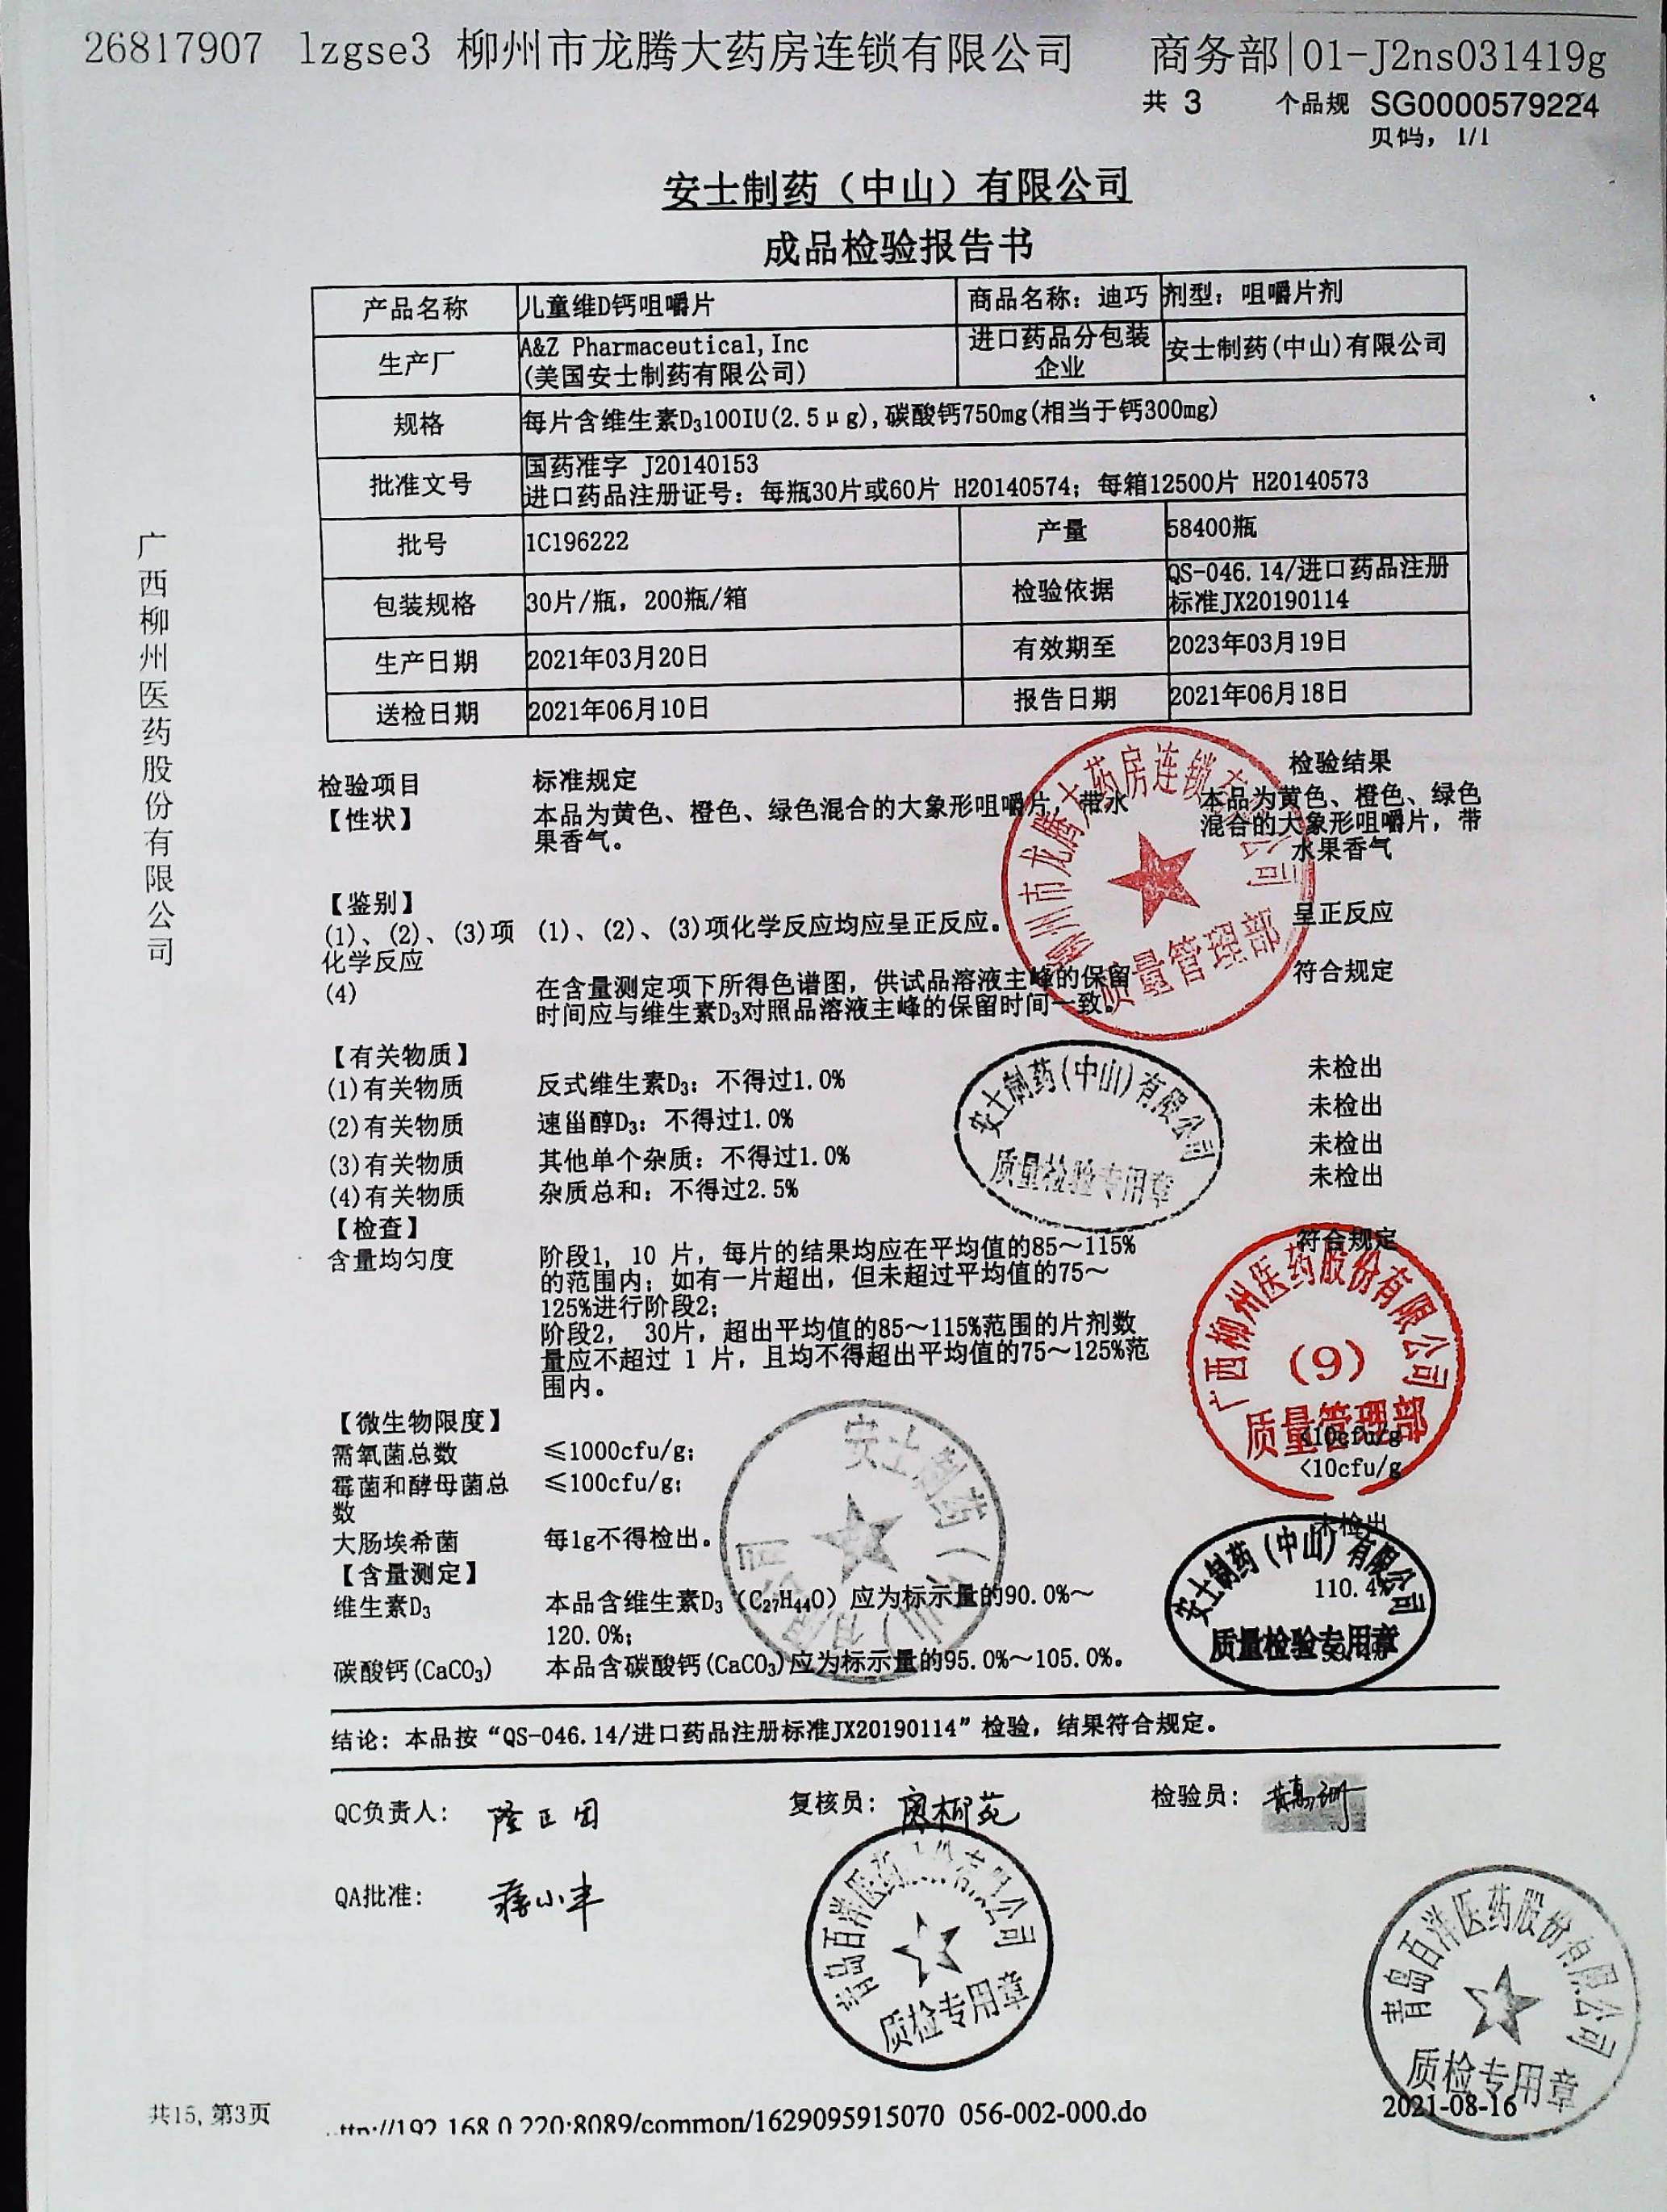 26817907 lzgse3 柳州市龙腾大药房连锁有限公司 商务部|01-J2ns031419g
共 3 个品规 SG0000579224
页码, 1/1
安士制药（中山）有限公司
成品检验报告书
产品名称 儿童维D钙咀嚼片 商品名称：迪巧 剂型：咀嚼片剂
生产厂 A&Z Pharmaceutical,Inc
(美国安士制药有限公司)
进口药品分包装
企业
安士制药(中山)有限公司
规格 每片含维生素D₃100IU(2.5μg),碳酸钙750mg(相当于钙300mg)
批准文号 国药准字 J20140153
进口药品注册证号：每瓶30片或60片 H20140574；每箱12500片 H20140573
批号 1C196222 产量 58400瓶
包装规格 30片/瓶，200瓶/箱 检验依据 QS-046.14/进口药品注册
标准JX20190114
生产日期 2021年03月20日 有效期至 2023年03月19日
送检日期 2021年06月10日 报告日期 2021年06月18日
广西柳州医药股份有限公司
检验项目 标准规定 检验结果
【性状】 本品为黄色、橙色、绿色混合的大象形咀嚼片，带水
果香气。
本品为黄色、橙色、绿色
混合的大象形咀嚼片，带
水果香气
【鉴别】
(1)、(2)、(3)项
化学反应
(1)、(2)、(3)项化学反应均应呈正反应。 呈正反应
(4) 在含量测定项下所得色谱图，供试品溶液主峰的保留
时间应与维生素D₃对照品溶液主峰的保留时间一致。
符合规定
柳州市龙腾大药房连锁有限公司
质量管理部
【有关物质】
(1)有关物质 反式维生素D₃：不得过1.0% 未检出
(2)有关物质 速甾醇D₃：不得过1.0% 未检出
(3)有关物质 其他单个杂质：不得过1.0% 未检出
(4)有关物质 杂质总和：不得过2.5% 未检出
安士制药(中山)有限公司
质量检验专用章
【检查】
含量均匀度 阶段1, 10 片，每片的结果均应在平均值的85～115%
的范围内；如有一片超出，但未超过平均值的75～
125%进行阶段2；
阶段2， 30片，超出平均值的85～115%范围的片剂数
量应不超过 1 片，且均不得超出平均值的75～125%范
围内。
符合规定
广西柳州医药股份有限公司
(9)
质量管理部
【微生物限度】
需氧菌总数 ≤1000cfu/g; <10cfu/g
霉菌和酵母菌总
数
≤100cfu/g; <10cfu/g
大肠埃希菌 每1g不得检出。 未检出
【含量测定】
维生素D₃ 本品含维生素D₃（C₂₇H₄₄O）应为标示量的90.0%～
120.0%;
110.4%
碳酸钙(CaCO₃) 本品含碳酸钙(CaCO₃)应为标示量的95.0%～105.0%。
安士制药(中山)有限公司
安士制药(中山)有限公司
质量检验专用章
结论：本品按“QS-046.14/进口药品注册标准JX20190114”检验，结果符合规定。
QC负责人： 复核员： 检验员：
QA批准： 蒋小丰
青岛百洋医药股份有限公司
质检专用章
青岛百洋医药股份有限公司
质检专用章
2021-08-16
共15,第3页
ttp://192.168.0.220:8089/common/1629095915070 056-002-000.do